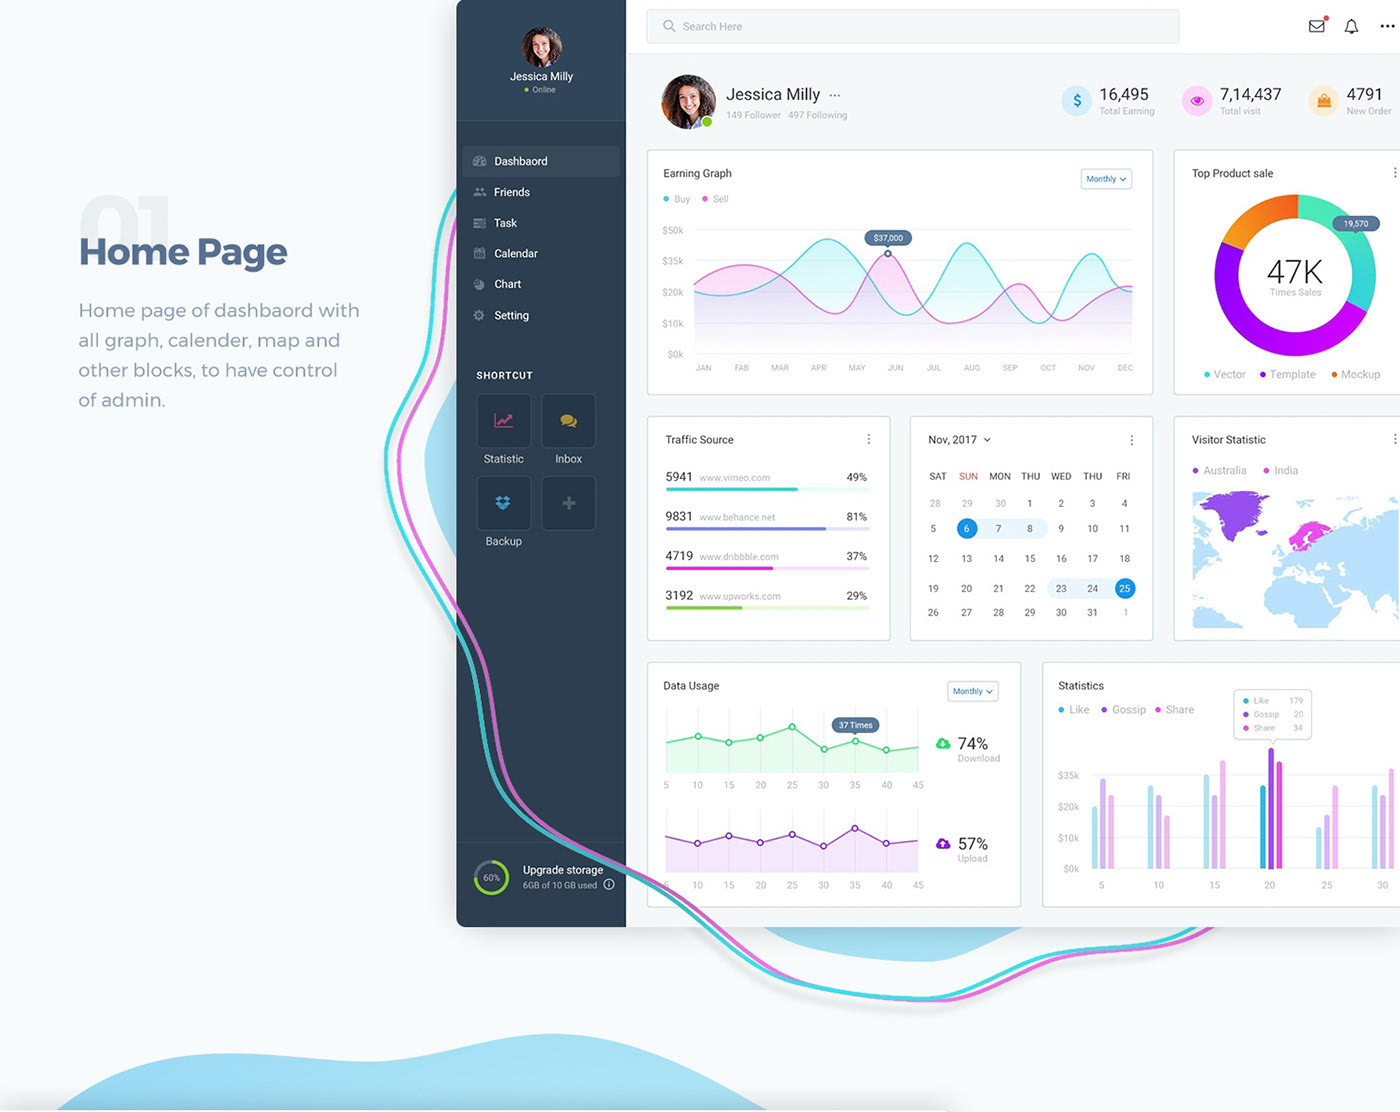 01
Home Page
Home page of dashbaord with
all graph, calender, map and
other blocks, to have control
of admin.
Jessica Milly
Online
Dashbaord
Friends
Task
Calendar
Chart
Setting
SHORTCUT
Statistic Inbox
Backup
60%
Upgrade storage
6GB of 10 GB used
Search Here
Jessica Milly ...
149 Follower 497 Following
$ 16,495
Total Earning
7,14,437
Total visit
4791
New Order
Earning Graph
Monthly
Buy Sell
$37,000
$50k
$35k
$20k
$10k
$0k
JAN FAB MAR APR MAY JUN JUL AUG SEP OCT NOV DEC
Top Product sale
19,570
47K
Times Sales
Vector Template Mockup
Traffic Source
5941 www.vimeo.com 49%
9831 www.behance.net 81%
4719 www.dribbble.com 37%
3192 www.upworks.com 29%
Nov, 2017
SAT SUN MON THU WED THU FRI
28 29 30 1 2 3 4
5 6 7 8 9 10 11
12 13 14 15 16 17 18
19 20 21 22 23 24 25
26 27 28 29 30 31 1
Visitor Statistic
Australia India
Data Usage
Monthly
37 Times
5 10 15 20 25 30 35 40 45
74%
Download
5 10 15 20 25 30 35 40 45
57%
Upload
Statistics
Like Gossip Share
Like 179
Gossip 20
Share 34
$35k
$20k
$10k
$0k
5 10 15 20 25 30